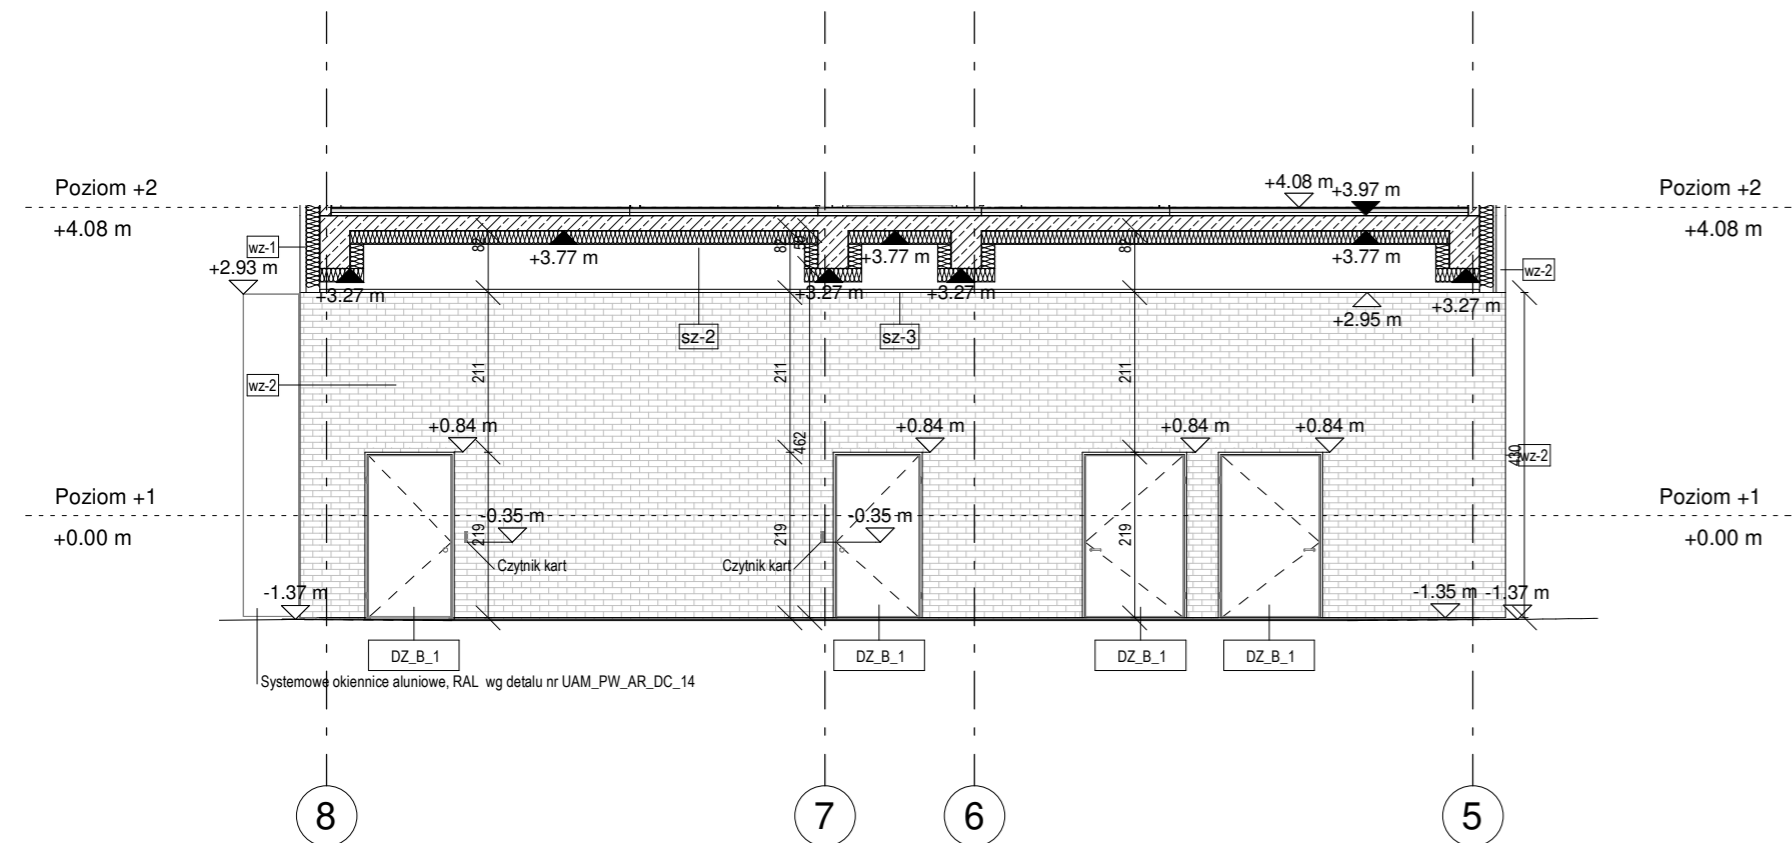 Poziom +2
+4.08 m
Poziom +2
+4.08 m
+4.08 m
+3.97 m
wz-1
82
+3.77 m
82
50
+3.77 m
82
+3.77 m
wz-2
+2.93 m
+3.27 m
+3.27 m
+3.27 m
+3.27 m
+2.95 m
sz-2
sz-3
wz-2
211
211
211
+0.84 m
+0.84 m
+0.84 m
+0.84 m
462
430
wz-2
Poziom +1
+0.00 m
Poziom +1
+0.00 m
-0.35 m
-0.35 m
219
219
219
Czytnik kart
Czytnik kart
-1.37 m
-1.35 m
-1.37 m
DZ_B_1
DZ_B_1
DZ_B_1
DZ_B_1
Systemowe okiennice aluniowe, RAL wg detalu nr UAM_PW_AR_DC_14
8
7
6
5